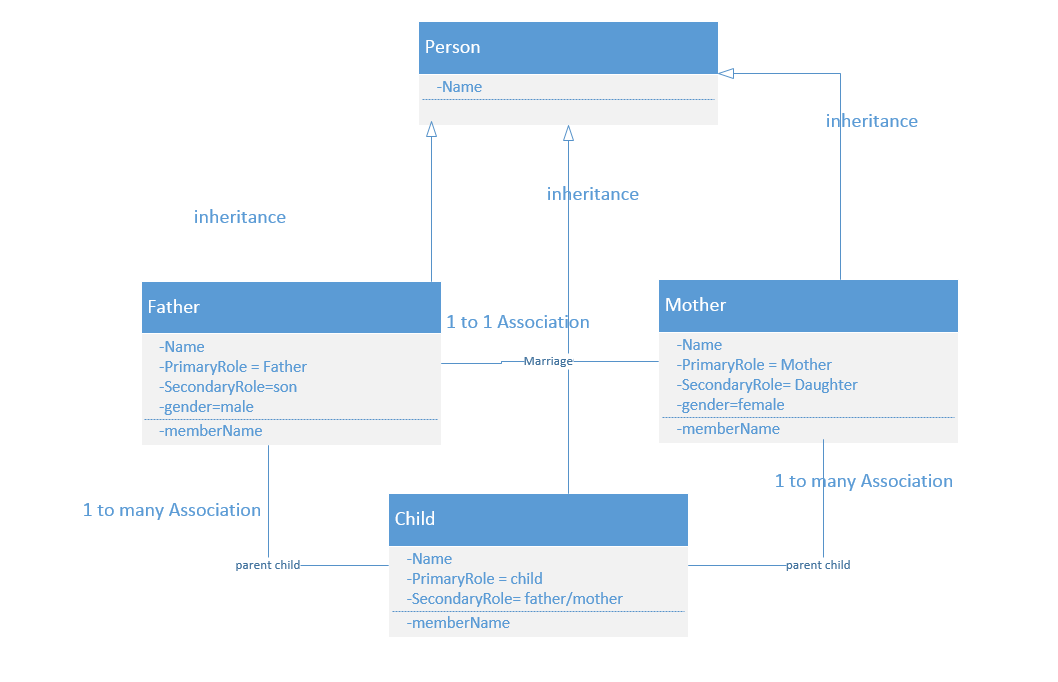 Person
-Name
inheritance
inheritance
inheritance
Father
-Name
-PrimaryRole = Father
-SecondaryRole=son
-gender=male
-memberName
1 to 1 Association
Marriage
Mother
-Name
-PrimaryRole = Mother
-SecondaryRole= Daughter
-gender=female
-memberName
1 to many Association
1 to many Association
parent child
parent child
Child
-Name
-PrimaryRole = child
-SecondaryRole= father/mother
-memberName